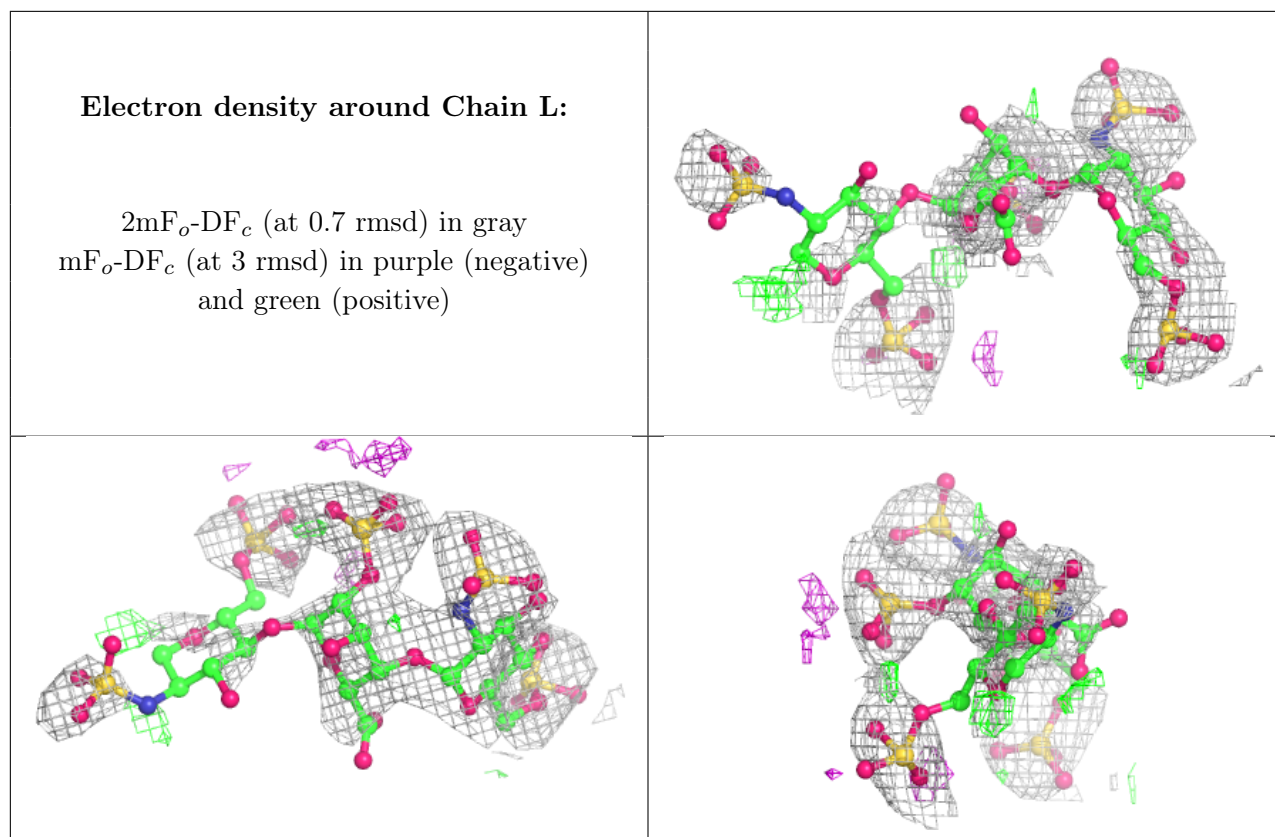 Electron density around Chain L:
2mFo-DFc (at 0.7 rmsd) in gray
mFo-DFc (at 3 rmsd) in purple (negative)
and green (positive)